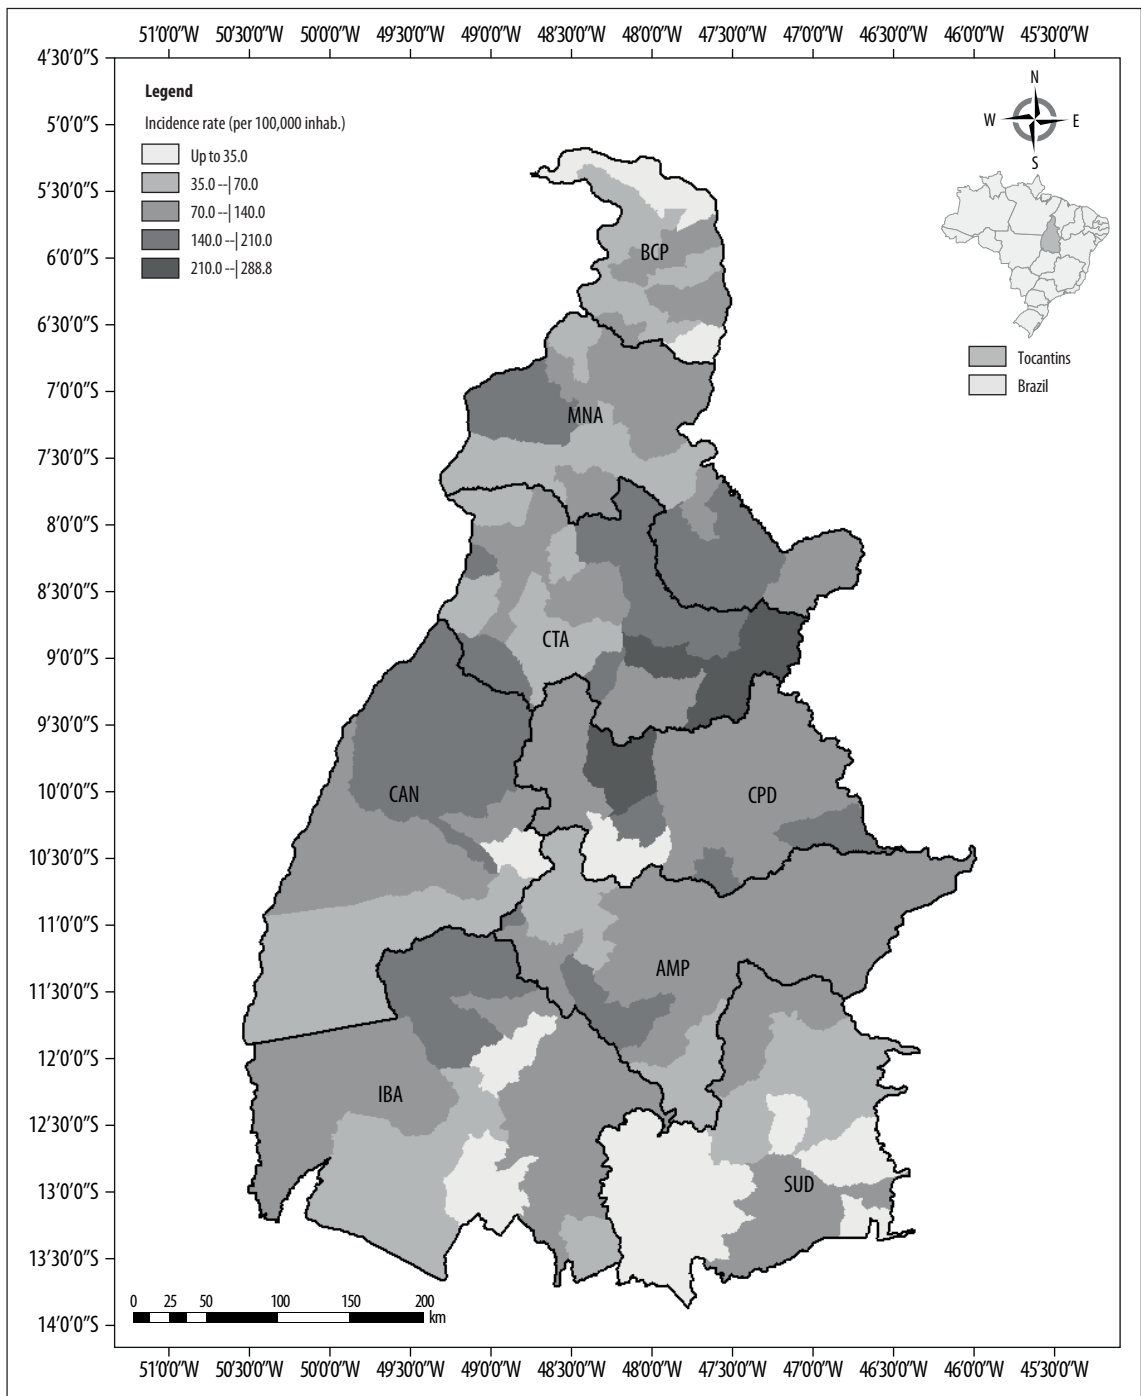 51°0'0"W 50°30'0"W 50°0'0"W 49°30'0"W 49°0'0"W 48°30'0"W 48°0'0"W 47°30'0"W 47°0'0"W 46°30'0"W 46°0'0"W 45°30'0"W
4°30'0"S
Legend
Incidence rate (per 100,000 inhab.)
Up to 35.0
35.0 --| 70.0
70.0 --| 140.0
140.0 --| 210.0
210.0 --| 288.8
N
W E
S
Tocantins
Brazil
5°0'0"S
5°30'0"S
6°0'0"S
6°30'0"S
7°0'0"S
7°30'0"S
8°0'0"S
8°30'0"S
9°0'0"S
9°30'0"S
10°0'0"S
10°30'0"S
11°0'0"S
11°30'0"S
12°0'0"S
12°30'0"S
13°0'0"S
13°30'0"S
14°0'0"S
BCP
MNA
CTA
CAN
CPD
AMP
IBA
SUD
0 25 50 100 150 200
km
51°0'0"W 50°30'0"W 50°0'0"W 49°30'0"W 49°0'0"W 48°30'0"W 48°0'0"W 47°30'0"W 47°0'0"W 46°30'0"W 46°0'0"W 45°30'0"W